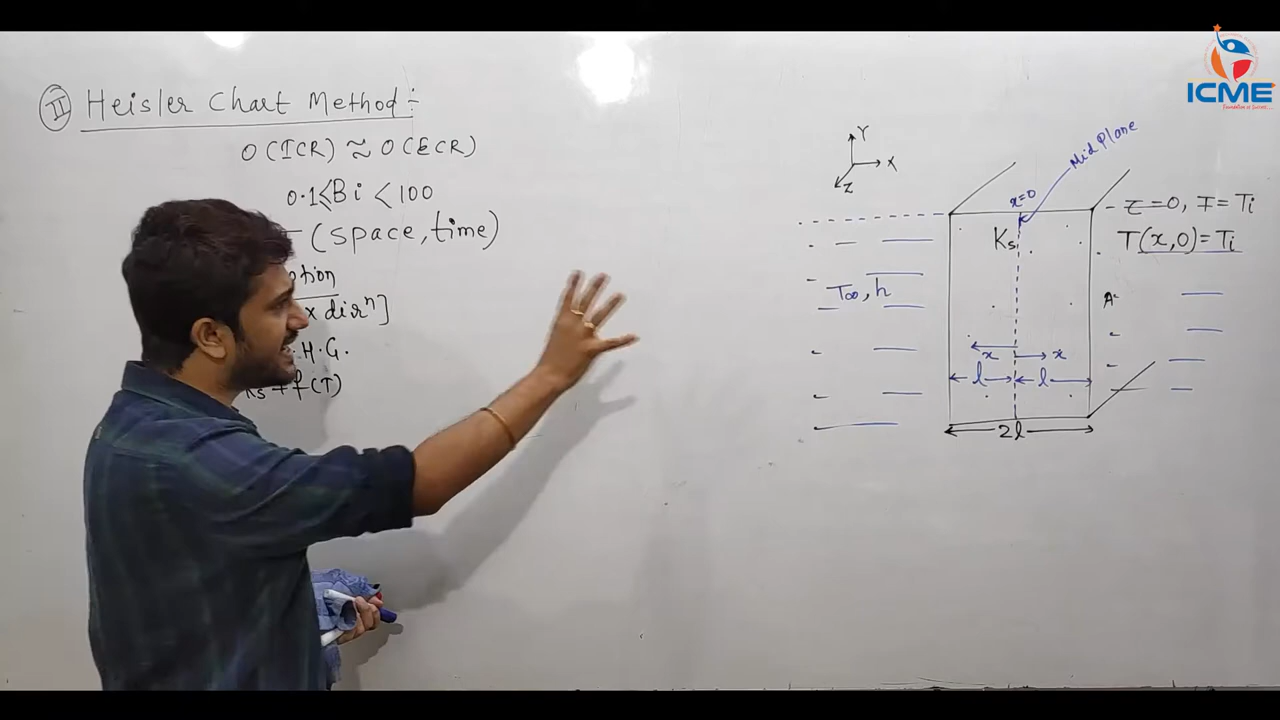 II Heisler Chart Method :-
O(ICR) ≈ O(ECR)
0.1 ≤ Bi < 100
(space, time)
x dirⁿ]
H.G.
Ks ≠ f(T)
Y
X
Z
Mid Plane
x=0
Ks
τ=0, T=Ti
T(x,0)=Ti
T∞, h
x x
l l
2l
ICME